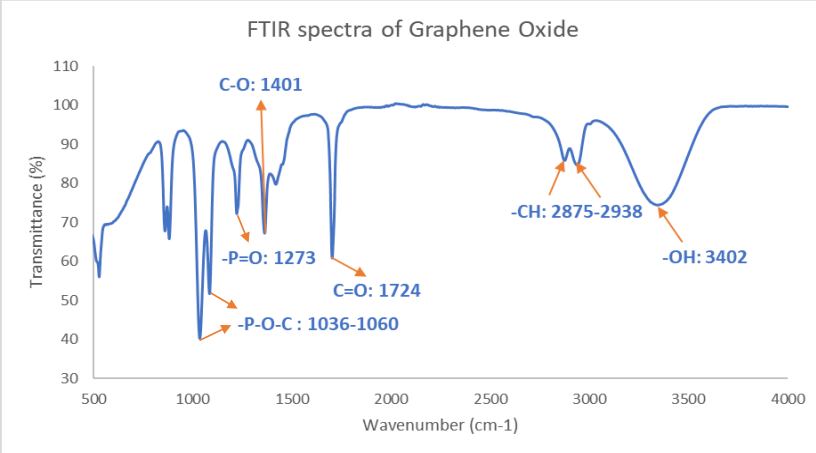 FTIR spectra of Graphene Oxide
110
100
90
80
70
60
50
40
30
Transmittance (%)
C-O: 1401
-P=O: 1273
C=O: 1724
-P-O-C : 1036-1060
-CH: 2875-2938
-OH: 3402
500 1000 1500 2000 2500 3000 3500 4000
Wavenumber (cm-1)